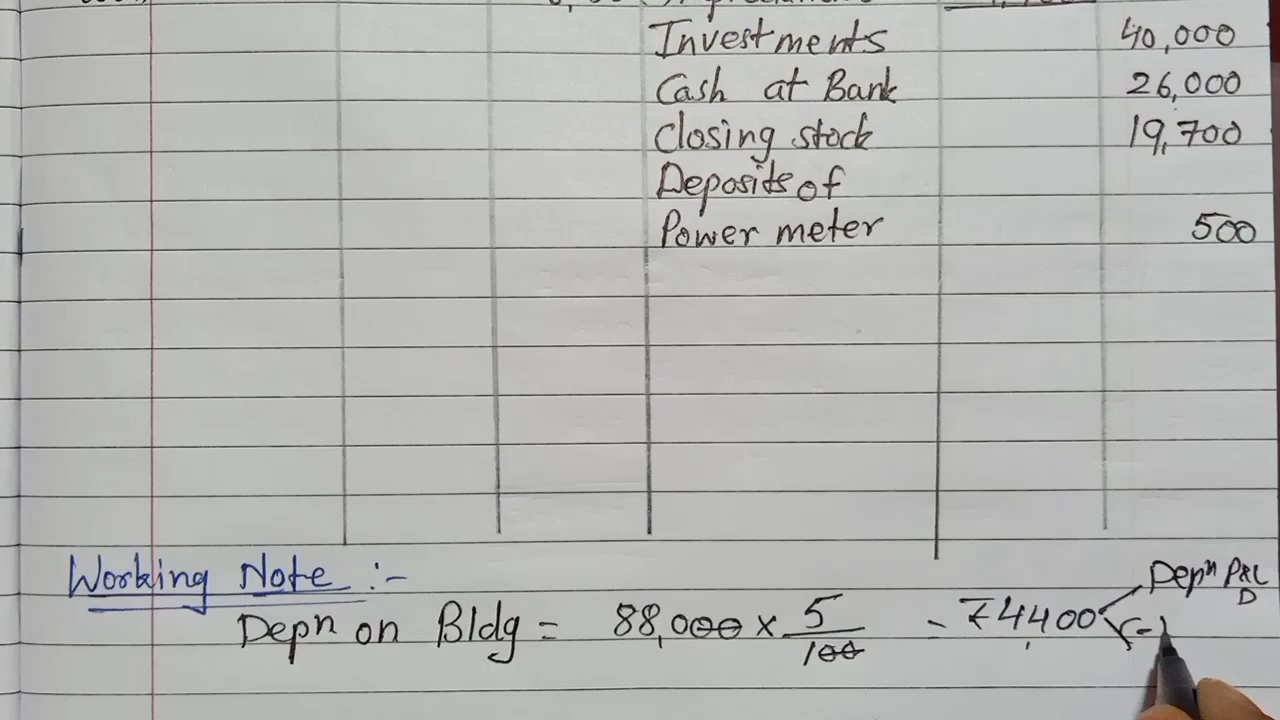 Investments 40,000
Cash at Bank 26,000
Closing stock 19,700
Deposits of
Power meter 500
Working Note :-
Depn on Bldg = 88,000 x 5/100 = ₹4400
Depn P&L
D
(-)